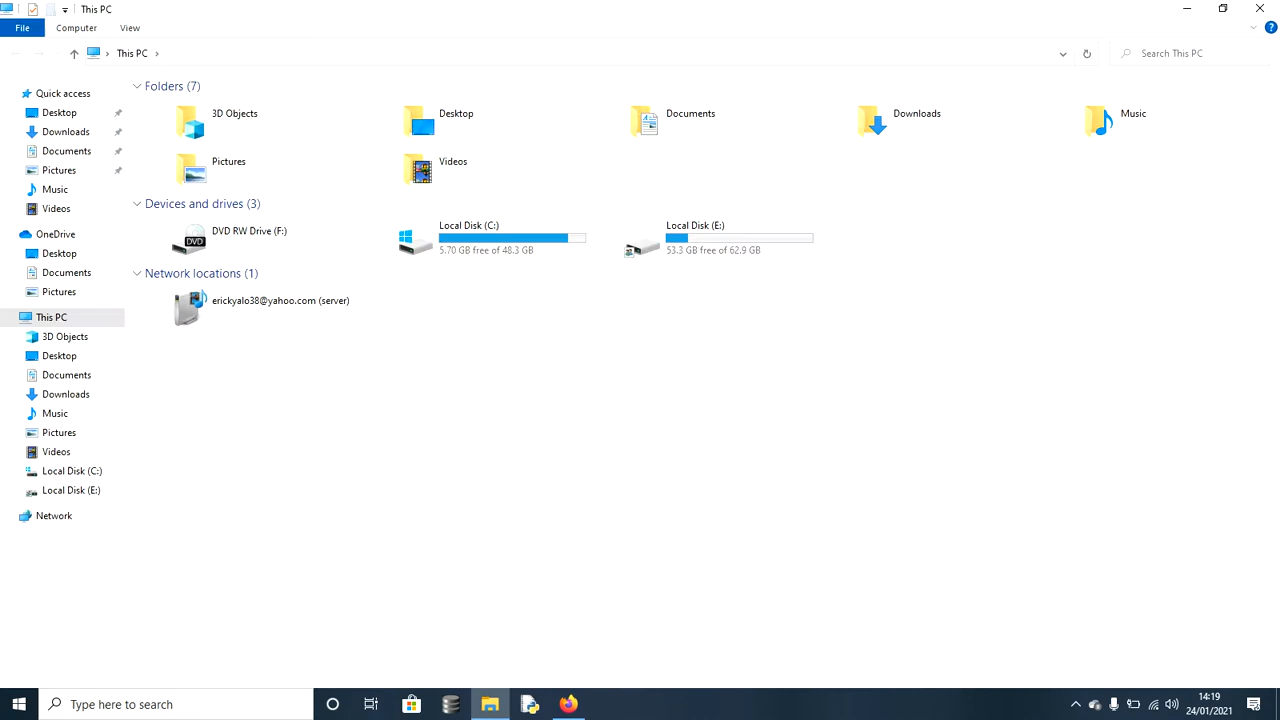 This PC
File Computer View
This PC
Search This PC
Quick access
Desktop
Downloads
Documents
Pictures
Music
Videos
OneDrive
Desktop
Documents
Pictures
This PC
3D Objects
Desktop
Documents
Downloads
Music
Pictures
Videos
Local Disk (C:)
Local Disk (E:)
Network
Folders (7)
3D Objects
Desktop
Documents
Downloads
Music
Pictures
Videos
Devices and drives (3)
DVD RW Drive (F:)
DVD
Local Disk (C:)
5.70 GB free of 48.3 GB
Local Disk (E:)
53.3 GB free of 62.9 GB
Network locations (1)
erickyalo38@yahoo.com (server)
Type here to search
14:19
24/01/2021